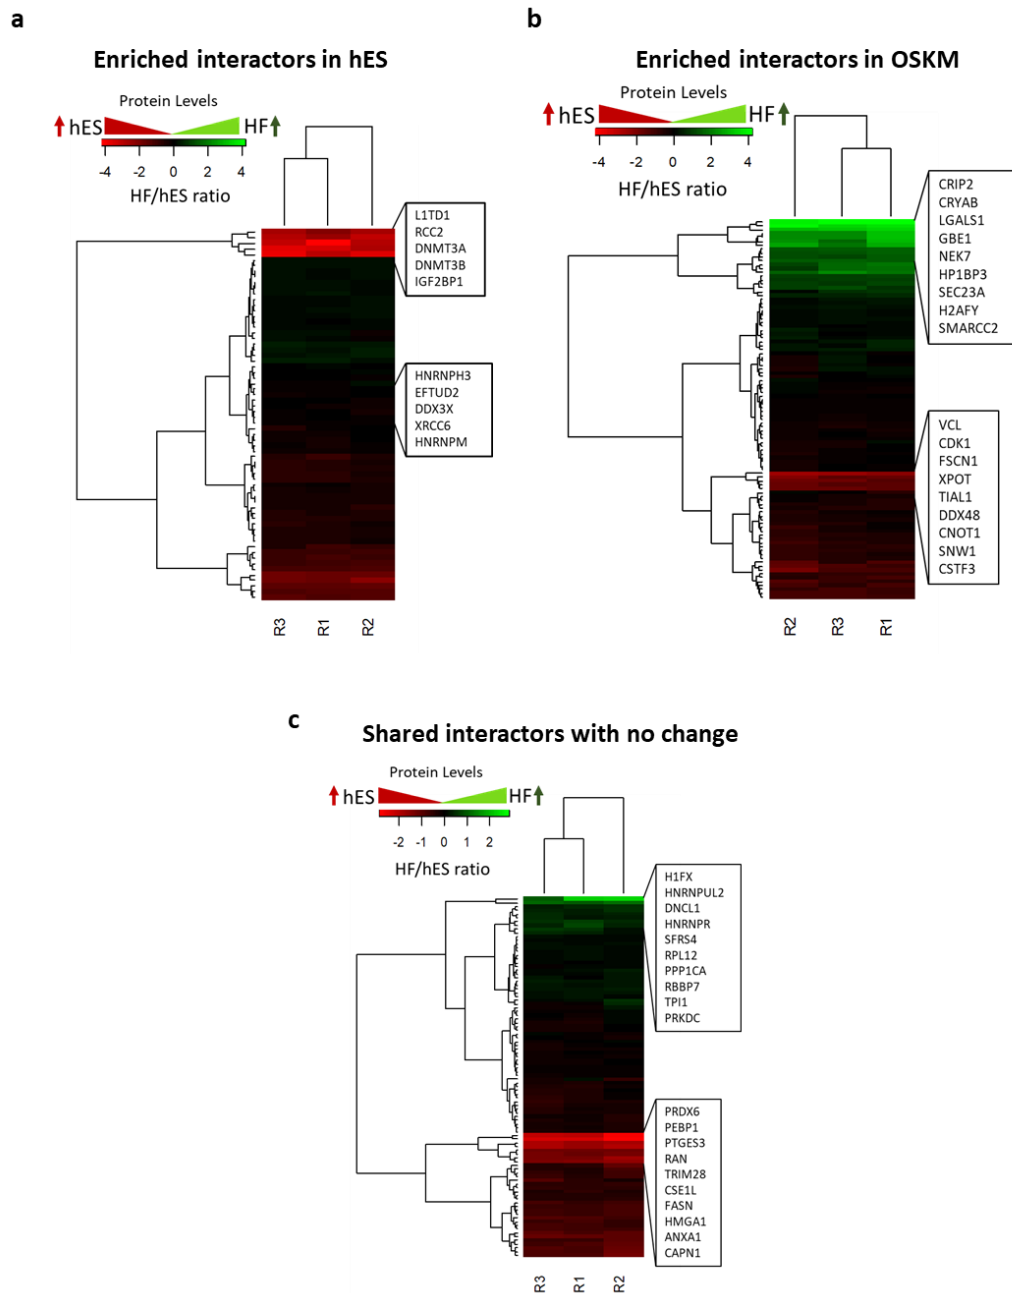 a
Enriched interactors in hES
Protein Levels
hES
HF
-4 -2 0 2 4
HF/hES ratio
L1TD1
RCC2
DNMT3A
DNMT3B
IGF2BP1
HNRNPH3
EFTUD2
DDX3X
XRCC6
HNRNPM
R3 R1 R2
b
Enriched interactors in OSKM
Protein Levels
hES
HF
-4 -2 0 2 4
HF/hES ratio
CRIP2
CRYAB
LGALS1
GBE1
NEK7
HP1BP3
SEC23A
H2AFY
SMARCC2
VCL
CDK1
FSCN1
XPOT
TIAL1
DDX48
CNOT1
SNW1
CSTF3
R2 R3 R1
c
Shared interactors with no change
Protein Levels
hES
HF
-2 -1 0 1 2
HF/hES ratio
H1FX
HNRNPUL2
DNCL1
HNRNPR
SFRS4
RPL12
PPP1CA
RBBP7
TPI1
PRKDC
PRDX6
PEBP1
PTGES3
RAN
TRIM28
CSE1L
FASN
HMGA1
ANXA1
CAPN1
R3 R1 R2